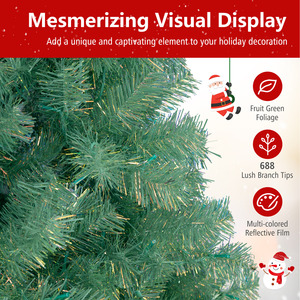 Mesmerizing Visual Display
Add a unique and captivating element to your holiday decoration
Fruit Green
Foliage
688
Lush Branch Tips
Multi-colored
Reflective Film